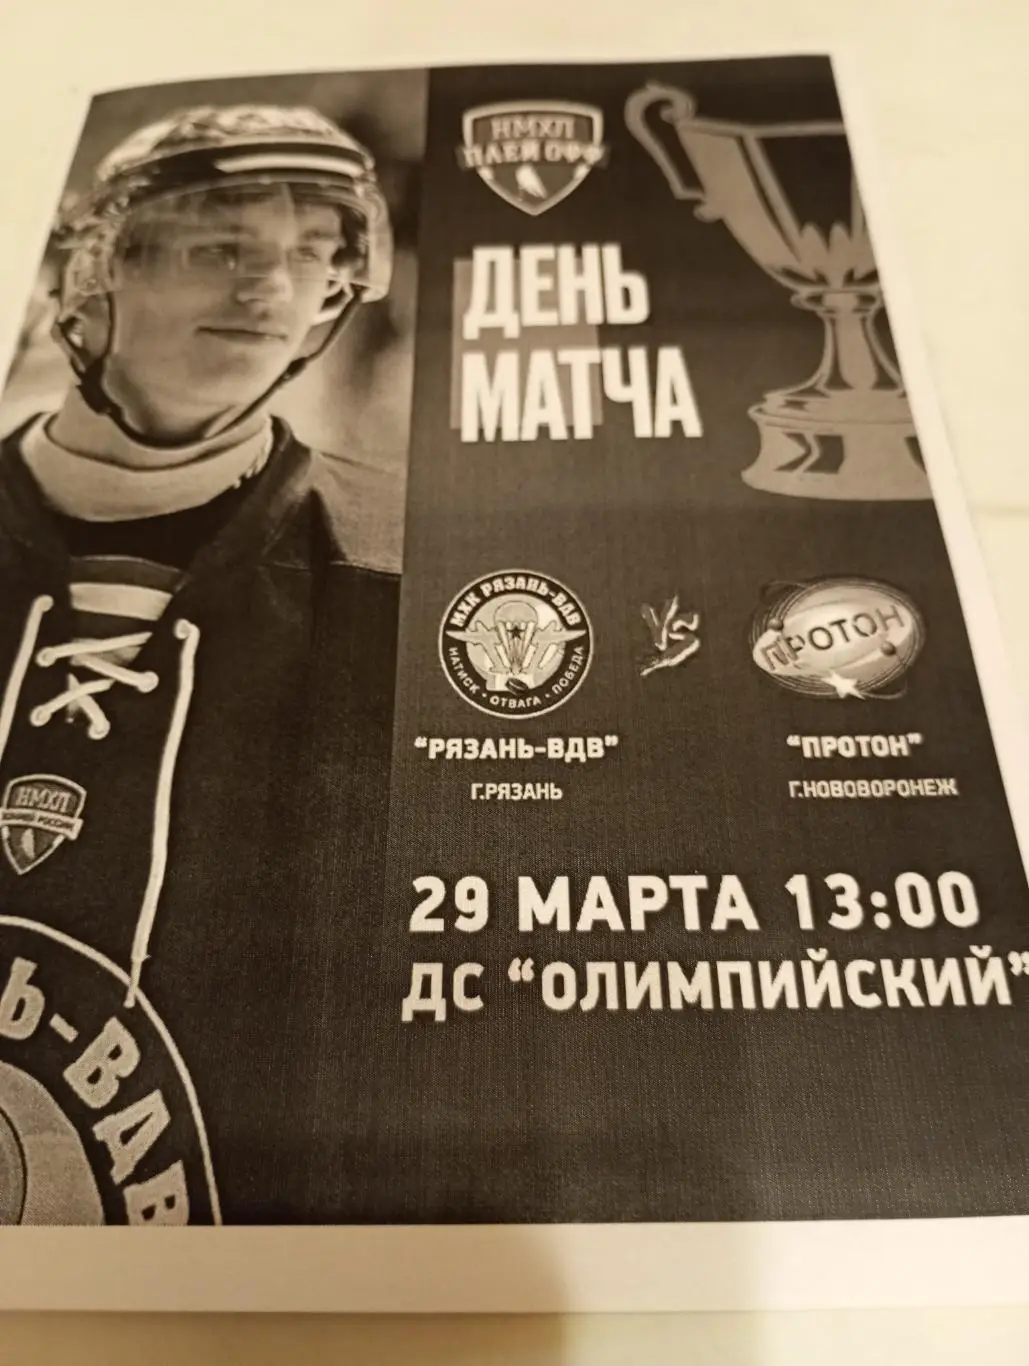 НМХЛ
ПЛЕЙ ОФФ
ДЕНЬ
МАТЧА
МХК РЯЗАНЬ-ВДВ
НАТИСК • ОТВАГА • ПОБЕДА
VS
ПРОТОН
"РЯЗАНЬ-ВДВ"
"ПРОТОН"
Г.РЯЗАНЬ
Г.НОВОВОРОНЕЖ
НМХЛ
29 МАРТА 13:00
ДС "ОЛИМПИЙСКИЙ"
Ь-ВДВ